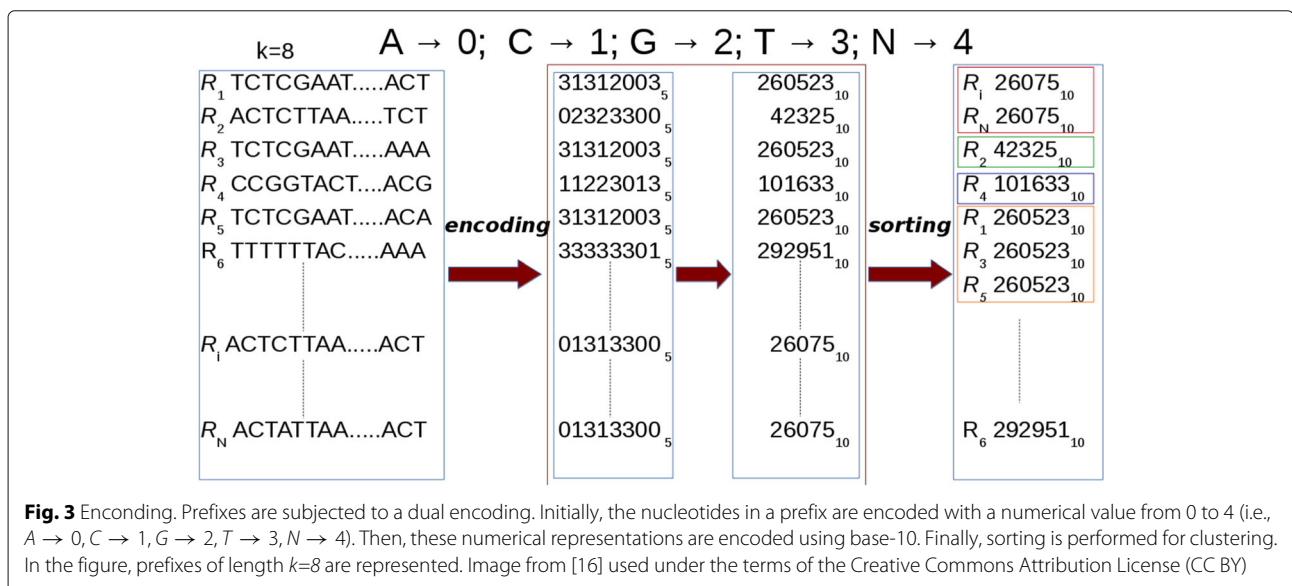 k=8 A → 0; C → 1; G → 2; T → 3; N → 4
R1 TCTCGAAT.....ACT 31312003 5 260523 10 Ri 26075 10
R2 ACTCTTAA.....TCT 02323300 5 42325 10 RN 26075 10
R3 TCTCGAAT.....AAA 31312003 5 260523 10 R2 42325 10
R4 CCGGTACT....ACG 11223013 5 101633 10 R4 101633 10
R5 TCTCGAAT.....ACA encoding 31312003 5 260523 10 sorting R1 260523 10
R6 TTTTTTAC.....AAA 33333301 5 292951 10 R3 260523 10
R5 260523 10
Ri ACTCTTAA.....ACT 01313300 5 26075 10
RN ACTATTAA.....ACT 01313300 5 26075 10 R6 292951 10
Fig. 3 Enconding. Prefixes are subjected to a dual encoding. Initially, the nucleotides in a prefix are encoded with a numerical value from 0 to 4 (i.e.,
A → 0, C → 1, G → 2, T → 3, N → 4). Then, these numerical representations are encoded using base-10. Finally, sorting is performed for clustering.
In the figure, prefixes of length k=8 are represented. Image from [16] used under the terms of the Creative Commons Attribution License (CC BY)